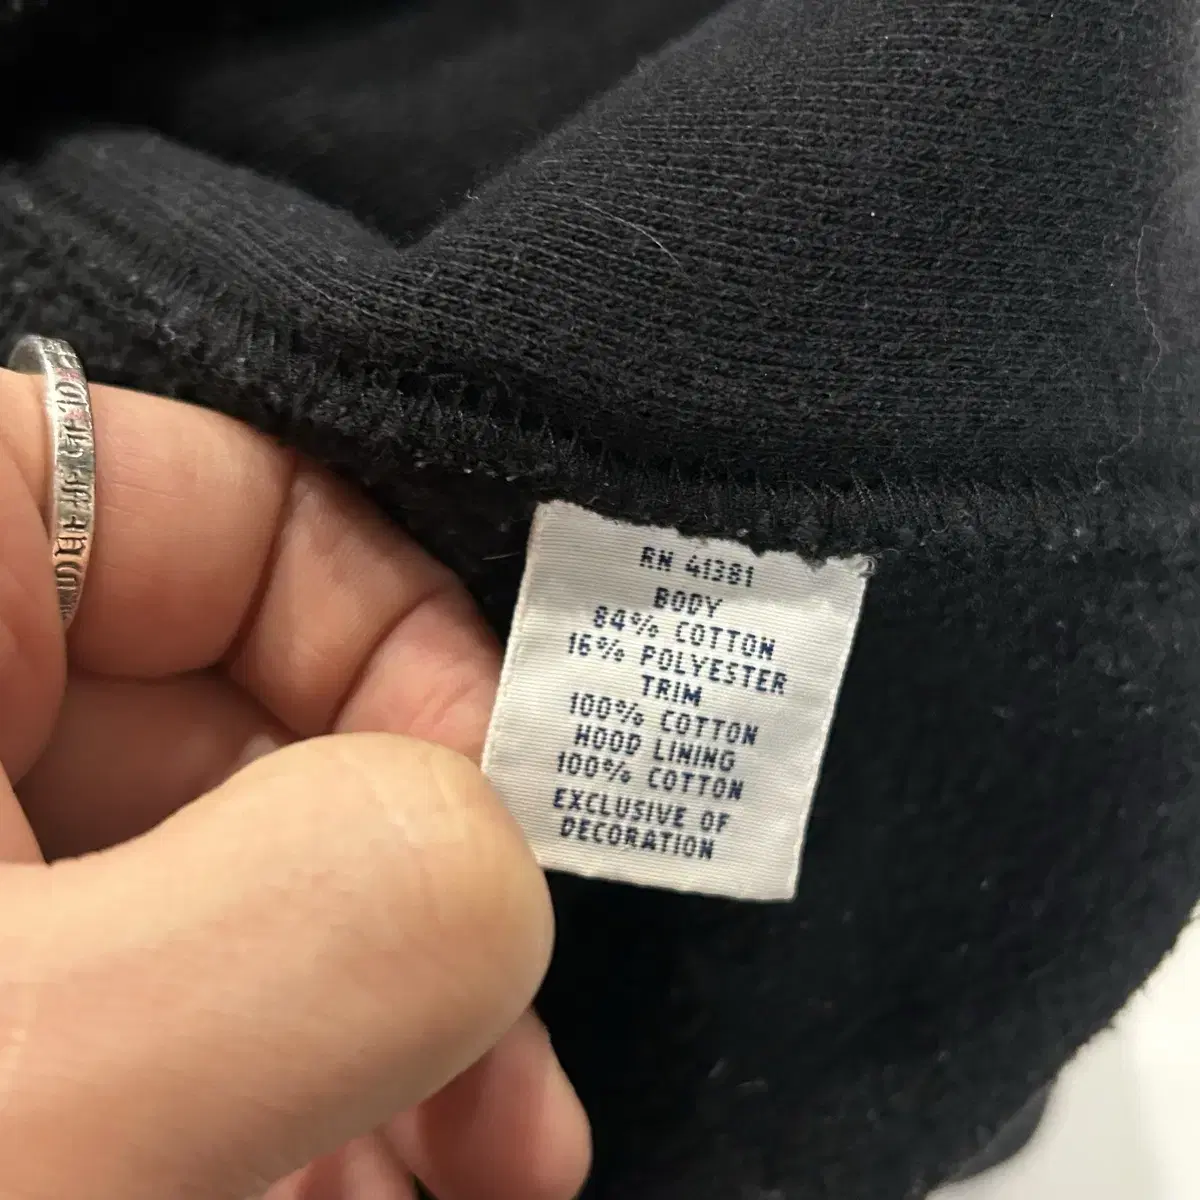 RN 41381
BODY
84% COTTON
16% POLYESTER
TRIM
100% COTTON
HOOD LINING
100% COTTON
EXCLUSIVE OF
DECORATION